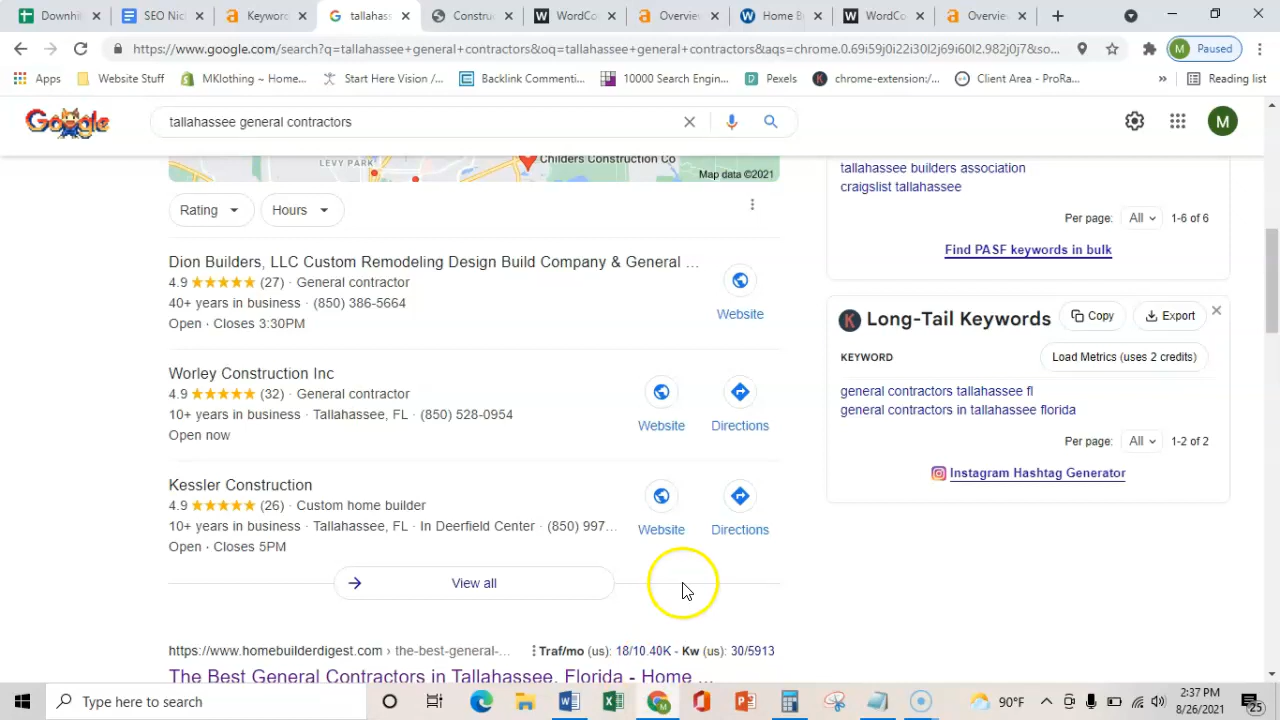 Downhi
SEO Nic
Keyword
tallahass
Construc
WordCo
Overvie
Home B
WordCo
Overvie
https://www.google.com/search?q=tallahassee+general+contractors&oq=tallahassee+general+contractors&aqs=chrome.0.69i59j0i22i30l2j69i60l2.982j0j7&so...
M Paused
Apps
Website Stuff
MKlothing ~ Home...
Start Here Vision /...
Backlink Commenti...
10000 Search Engin...
Pexels
chrome-extension:/...
Client Area - ProRa...
»
Reading list
Google
tallahassee general contractors
M
LEVY PARK
Childers Construction Co
Map data ©2021
Rating
Hours
Dion Builders, LLC Custom Remodeling Design Build Company & General ...
4.9 (27) · General contractor
40+ years in business · (850) 386-5664
Open · Closes 3:30PM
Website
Worley Construction Inc
4.9 (32) · General contractor
10+ years in business · Tallahassee, FL · (850) 528-0954
Open now
Website
Directions
Kessler Construction
4.9 (26) · Custom home builder
10+ years in business · Tallahassee, FL · In Deerfield Center · (850) 997...
Open · Closes 5PM
Website
Directions
View all
https://www.homebuilderdigest.com › the-best-general-...
Traf/mo (us): 18/10.40K - Kw (us): 30/5913
The Best General Contractors in Tallahassee, Florida - Home ...
tallahassee builders association
craigslist tallahassee
Per page: All 1-6 of 6
Find PASF keywords in bulk
K Long-Tail Keywords
Copy
Export
KEYWORD
Load Metrics (uses 2 credits)
general contractors tallahassee fl
general contractors in tallahassee florida
Per page: All 1-2 of 2
Instagram Hashtag Generator
Type here to search
90°F
2:37 PM
8/26/2021
25